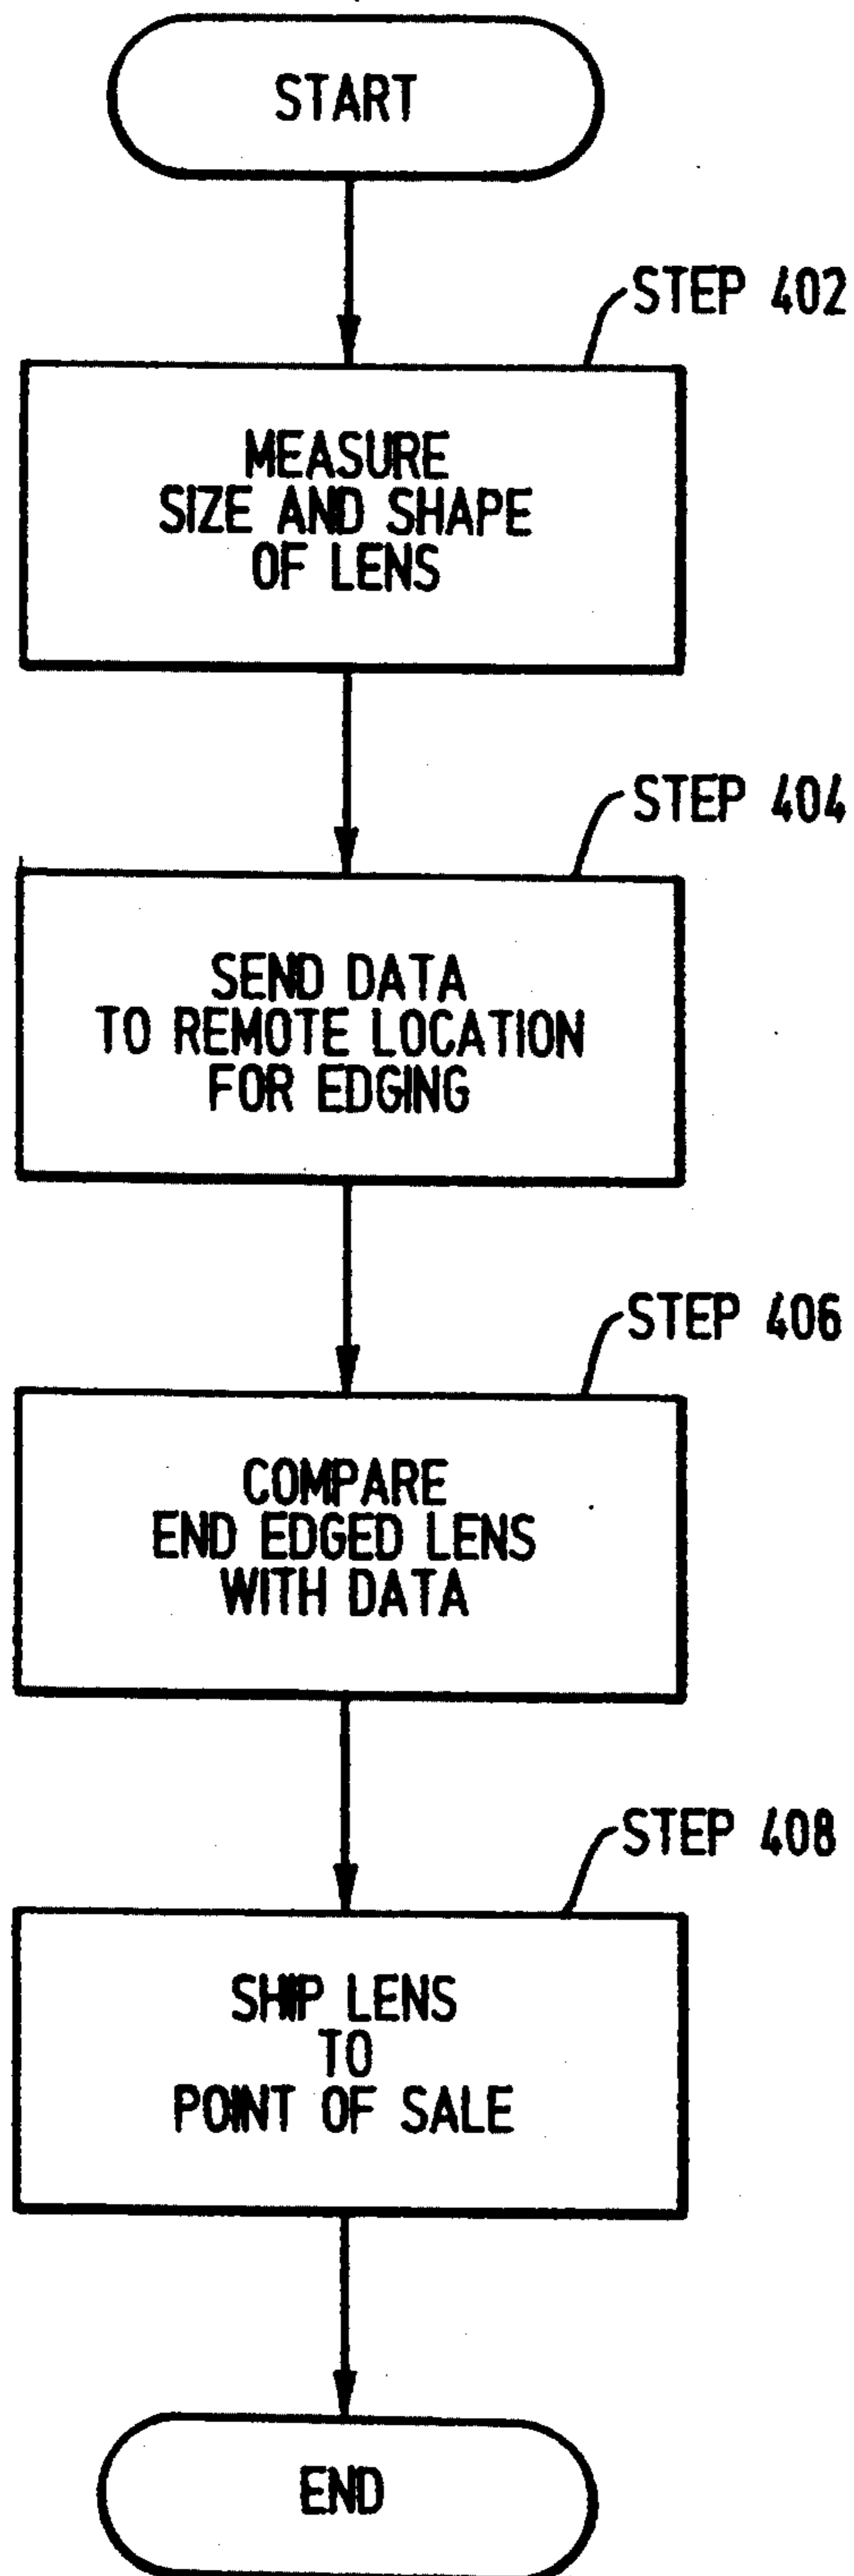 START
STEP 402
MEASURE
SIZE AND SHAPE
OF LENS
STEP 404
SEND DATA
TO REMOTE LOCATION
FOR EDGING
STEP 406
COMPARE
END EDGED LENS
WITH DATA
STEP 408
SHIP LENS
TO
POINT OF SALE
END